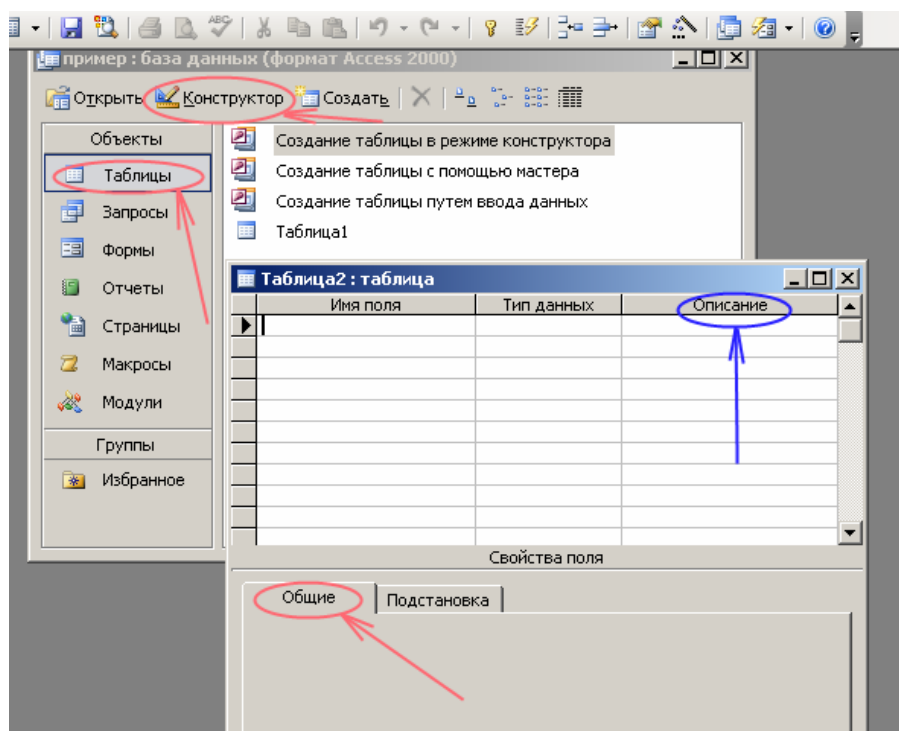 ABC
пример : база данных (формат Access 2000)
Открыть Конструктор Создать
Объекты
Таблицы
Запросы
Формы
Отчеты
Страницы
Макросы
Модули
Группы
Избранное
Создание таблицы в режиме конструктора
Создание таблицы с помощью мастера
Создание таблицы путем ввода данных
Таблица1
Таблица2 : таблица
Имя поля Тип данных Описание
Свойства поля
Общие Подстановка